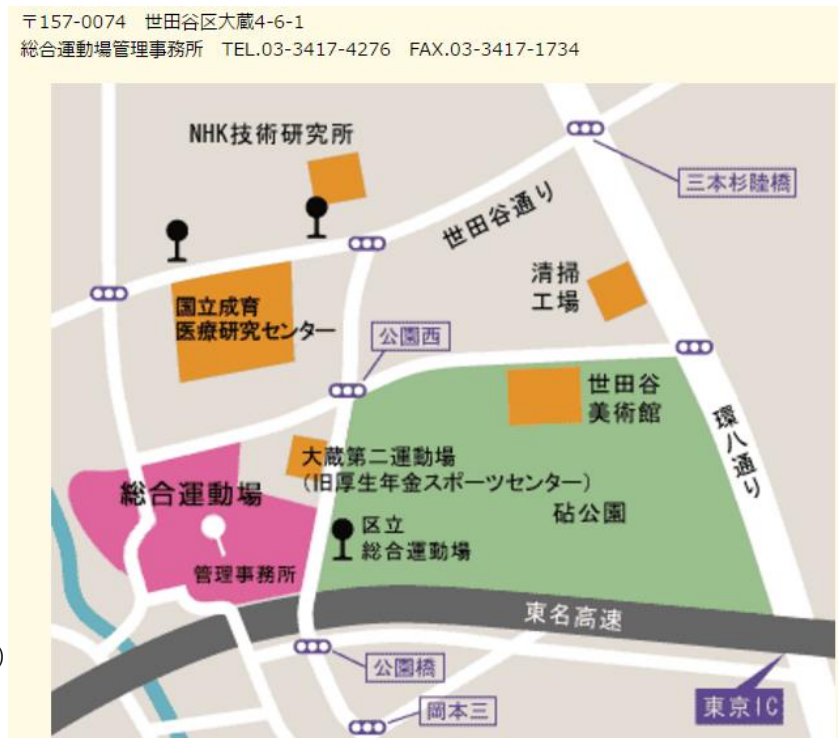 〒157-0074　世田谷区大蔵4-6-1
総合運動場管理事務所　TEL.03-3417-4276　FAX.03-3417-1734
NHK技術研究所
三本杉陸橋
世田谷通り
清掃
工場
国立成育
医療研究センター
公園西
世田谷
美術館
環八通り
大蔵第二運動場
（旧厚生年金スポーツセンター）
総合運動場
砧公園
区立
総合運動場
管理事務所
東名高速
)
公園橋
岡本三
東京IC